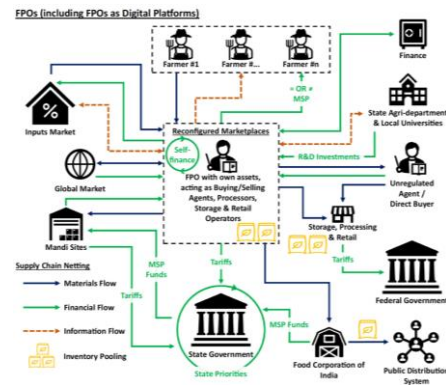 FPOs (including FPOs as Digital Platforms)
Farmer #1
Farmer #...
Farmer #n
Finance
= OR ≠
MSP
State Agri-department
& Local Universities
Inputs Market
Reconfigured Marketplaces
Self-
finance
R&D Investments
FPO with own assets,
acting as Buying/Selling
Agents, Processors,
Storage & Retail
Operators
Global Market
Unregulated
Agent /
Direct Buyer
Storage, Processing
& Retail
Mandi Sites
Tariffs
Tariffs
Supply Chain Netting
Materials Flow
Financial Flow
Information Flow
Inventory Pooling
Tariffs
MSP
Funds
Federal Government
State Government
MSP Funds
State Priorities
Food Corporation of
India
Public Distribution
System